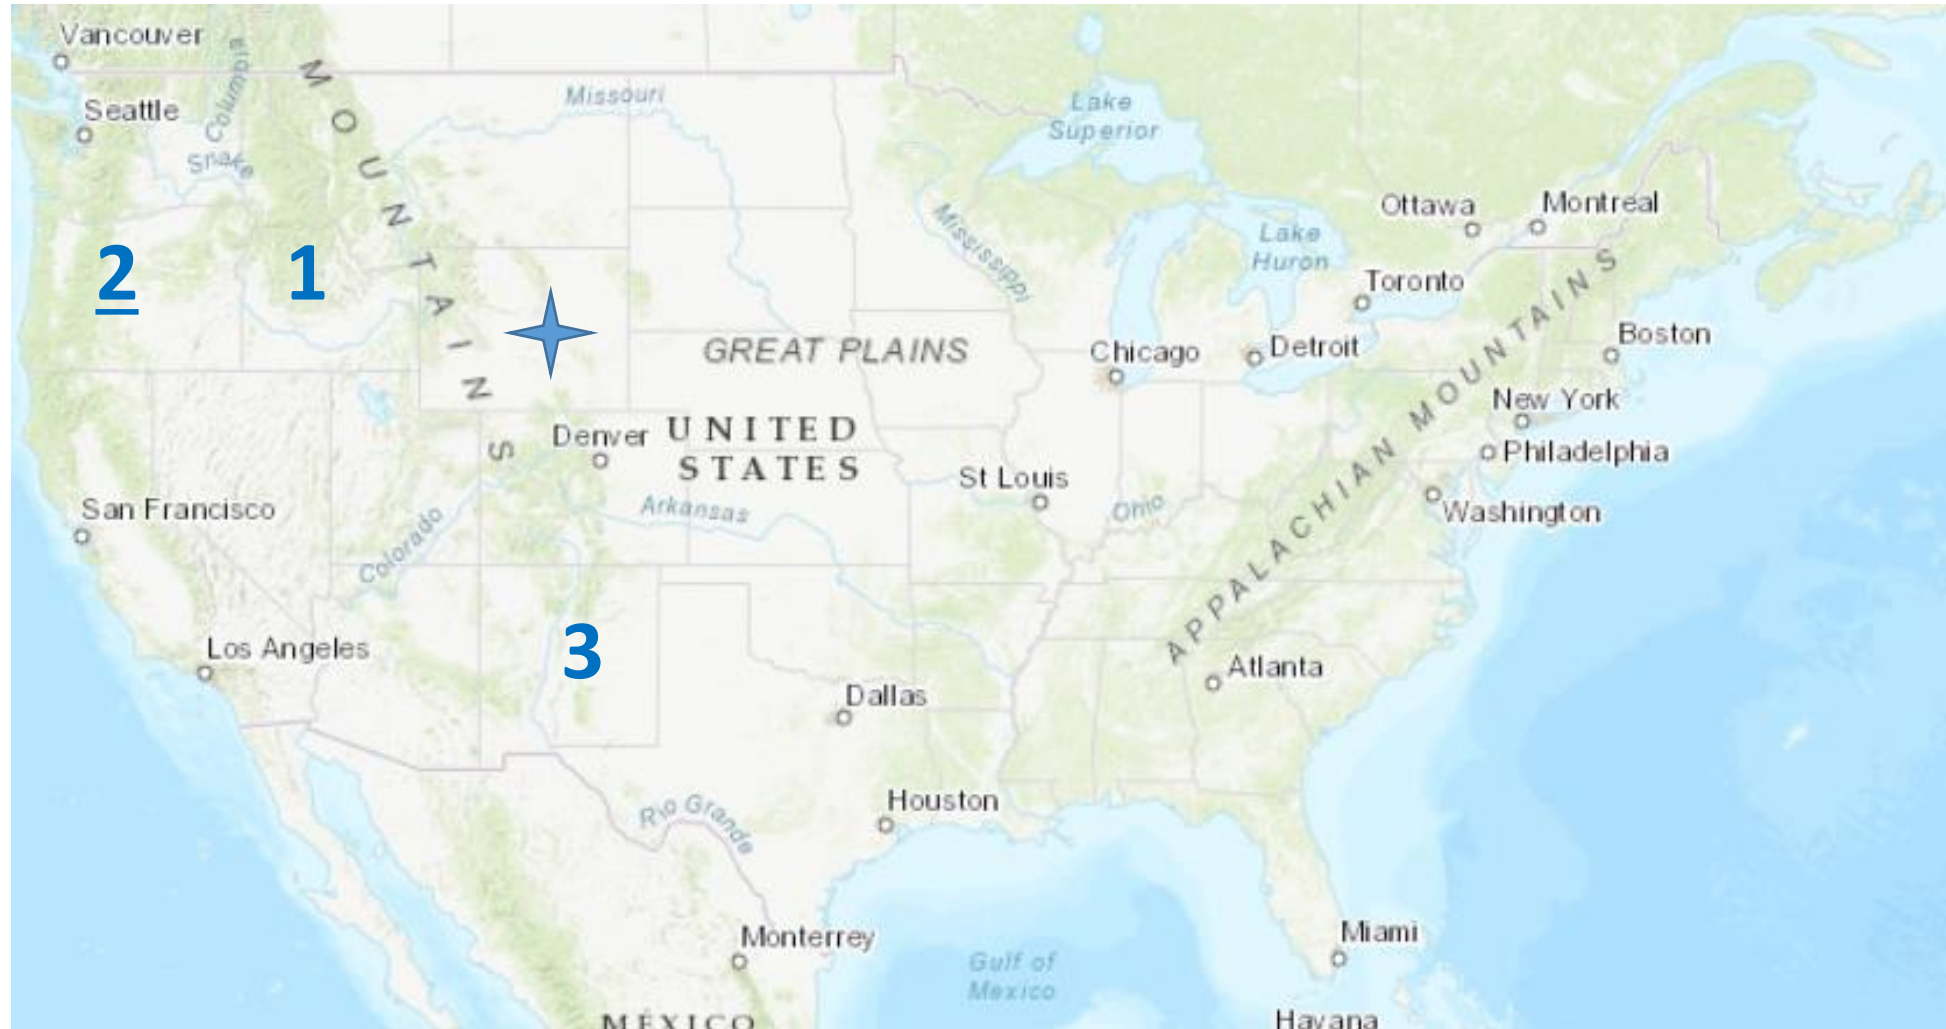 Vancouver
Seattle
Columbia
Snake
MOUNTAINS
Missouri
Lake
Superior
Mississippi
Lake
Huron
Ottawa
Montreal
Toronto
2
1
GREAT PLAINS
Chicago
Detroit
Boston
New York
Philadelphia
Washington
APPALACHIAN MOUNTAINS
Denver
UNITED
STATES
St Louis
Ohio
Arkansas
Colorado
San Francisco
Los Angeles
3
Atlanta
Dallas
Houston
Rio Grande
Monterrey
Gulf of
Mexico
Miami
MÉXICO
Havana